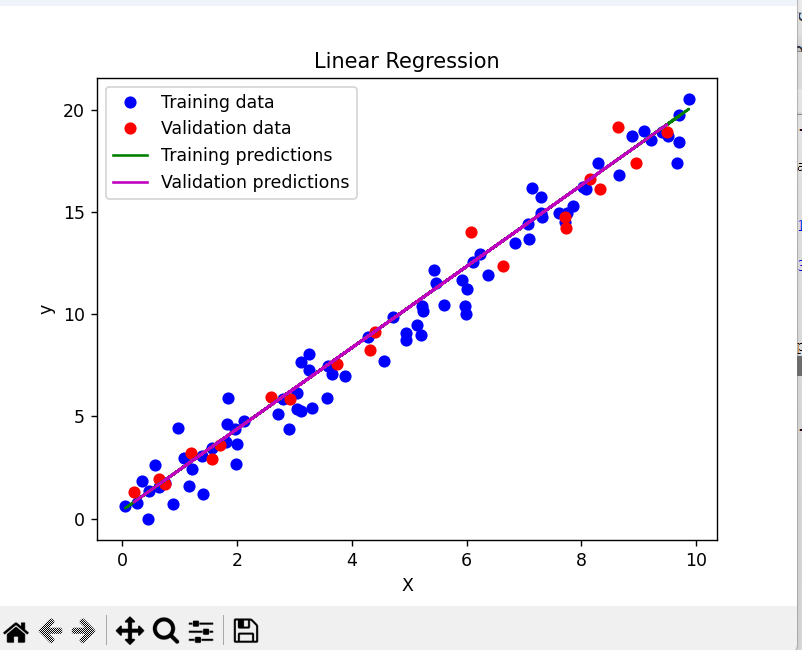 Linear Regression
Training data
Validation data
Training predictions
Validation predictions
20
15
10
5
0
y
0 2 4 6 8 10
X